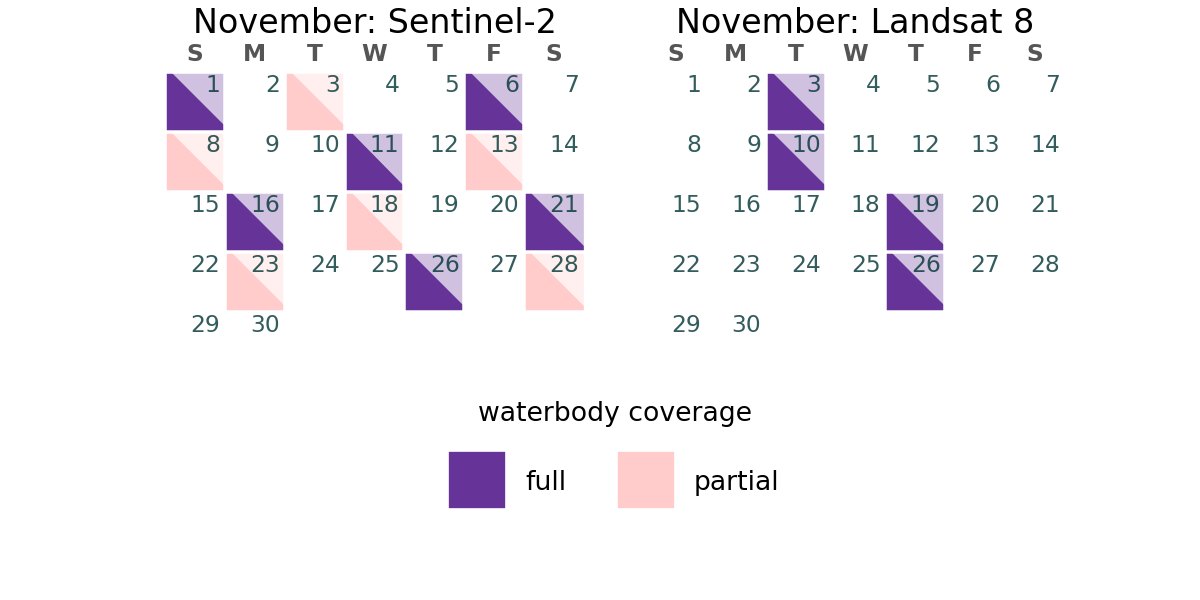 November: Sentinel-2
S M T W T F S
1 2 3 4 5 6 7
8 9 10 11 12 13 14
15 16 17 18 19 20 21
22 23 24 25 26 27 28
29 30
November: Landsat 8
S M T W T F S
1 2 3 4 5 6 7
8 9 10 11 12 13 14
15 16 17 18 19 20 21
22 23 24 25 26 27 28
29 30
waterbody coverage
full partial